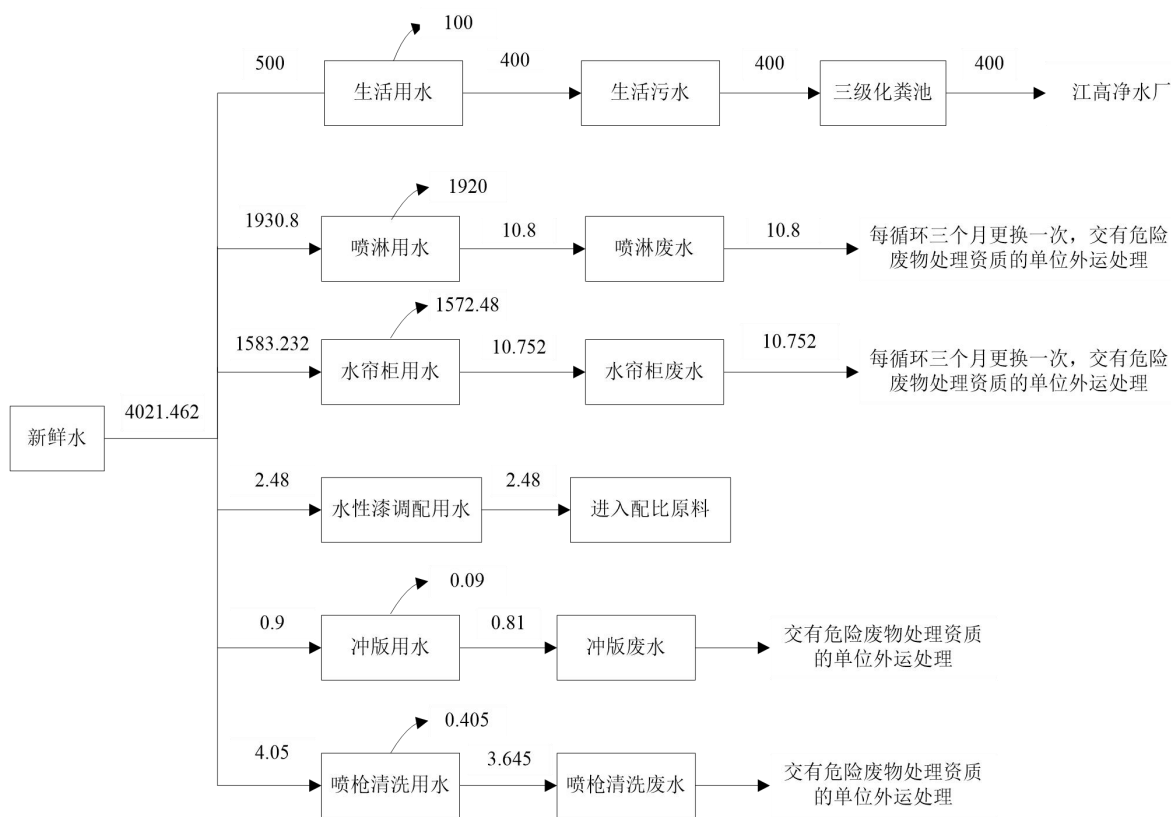 100
500
生活用水
400
生活污水
400
三级化粪池
400
江高净水厂
1920
1930.8
喷淋用水
10.8
喷淋废水
10.8
每循环三个月更换一次，交有危险
废物处理资质的单位外运处理
1572.48
1583.232
水帘柜用水
10.752
水帘柜废水
10.752
每循环三个月更换一次，交有危险
废物处理资质的单位外运处理
新鲜水
4021.462
2.48
水性漆调配用水
2.48
进入配比原料
0.09
0.9
冲版用水
0.81
冲版废水
交有危险废物处理资质
的单位外运处理
0.405
4.05
喷枪清洗用水
3.645
喷枪清洗废水
交有危险废物处理资质
的单位外运处理